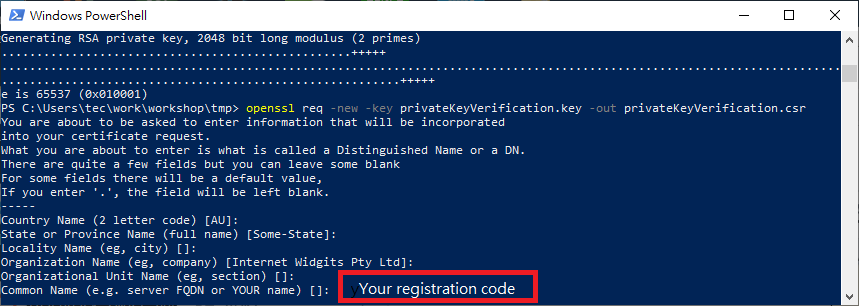 Windows PowerShell
Generating RSA private key, 2048 bit long modulus (2 primes)
...................................................+++++
................................................................................................................................
..........................................................+++++
e is 65537 (0x010001)
PS C:\Users\tec\work\workshop\tmp> openssl req -new -key privateKeyVerification.key -out privateKeyVerification.csr
You are about to be asked to enter information that will be incorporated
into your certificate request.
What you are about to enter is what is called a Distinguished Name or a DN.
There are quite a few fields but you can leave some blank
For some fields there will be a default value,
If you enter '.', the field will be left blank.
-----
Country Name (2 letter code) [AU]:
State or Province Name (full name) [Some-State]:
Locality Name (eg, city) []:
Organization Name (eg, company) [Internet Widgits Pty Ltd]:
Organizational Unit Name (eg, section) []:
Common Name (e.g. server FQDN or YOUR name) []: Your registration code